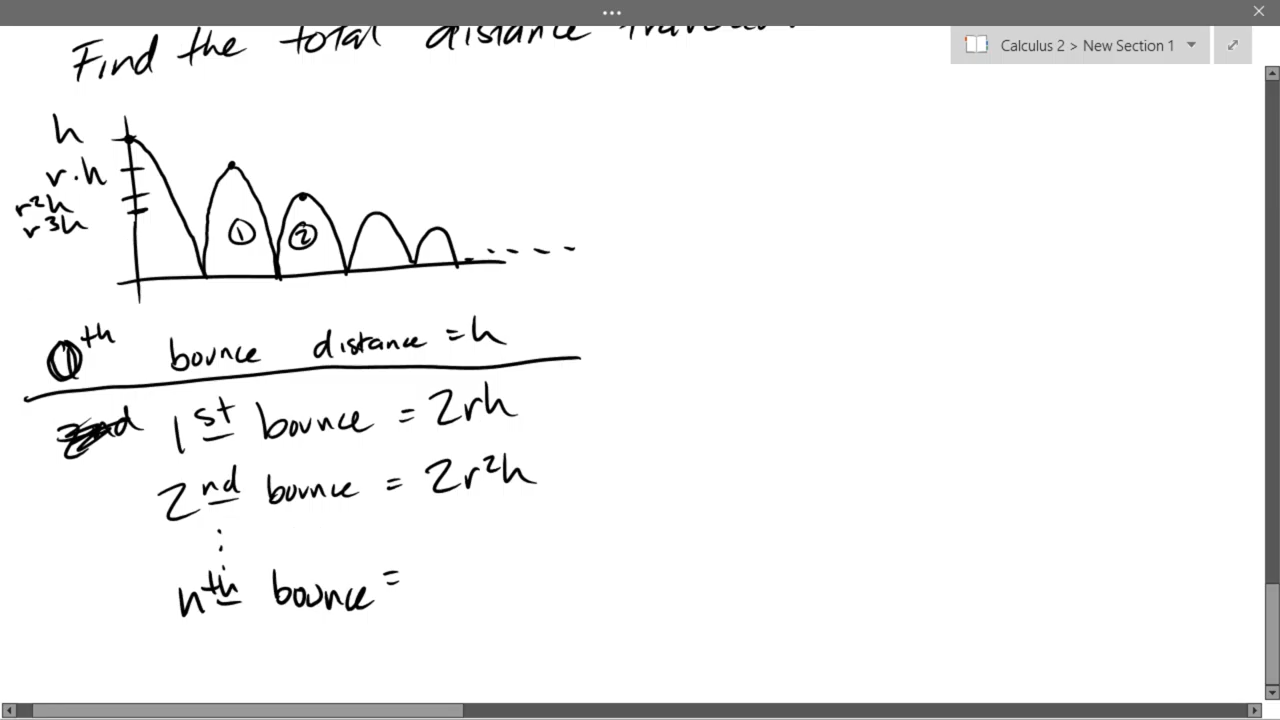 Find the total distance
Calculus 2 > New Section 1
h
r·h
r²h
r³h
① ②
0th bounce distance = h
1st bounce = 2rh
2nd bounce = 2r²h
⋮
nth bounce =